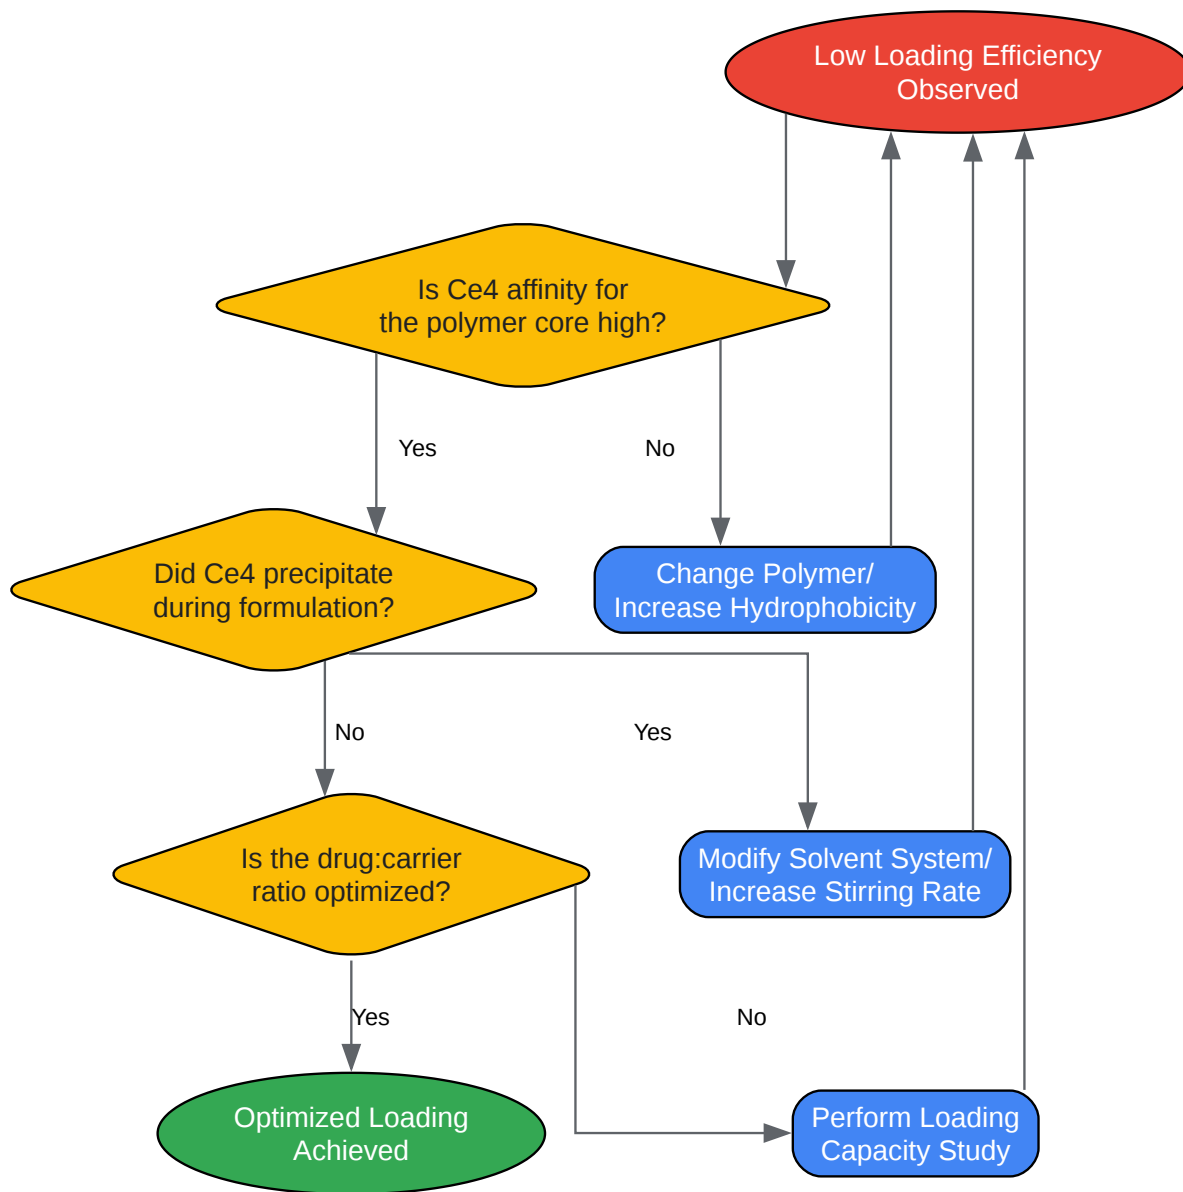 Low Loading Efficiency
Observed
Is Ce4 affinity for
the polymer core high?
Yes
No
Did Ce4 precipitate
during formulation?
Change Polymer/
Increase Hydrophobicity
No
Yes
Is the drug:carrier
ratio optimized?
Modify Solvent System/
Increase Stirring Rate
Yes
No
Optimized Loading
Achieved
Perform Loading
Capacity Study